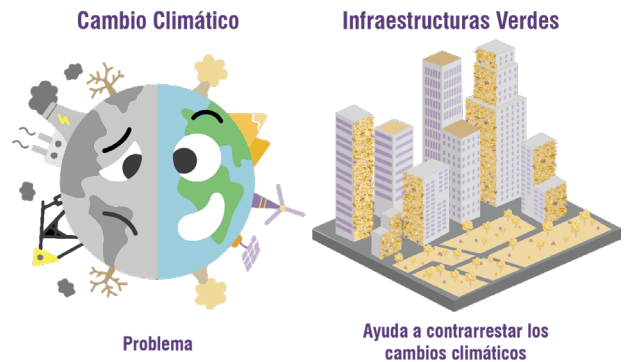 Cambio Climático
Infraestructuras Verdes
Problema
Ayuda a contrarrestar los
cambios climáticos